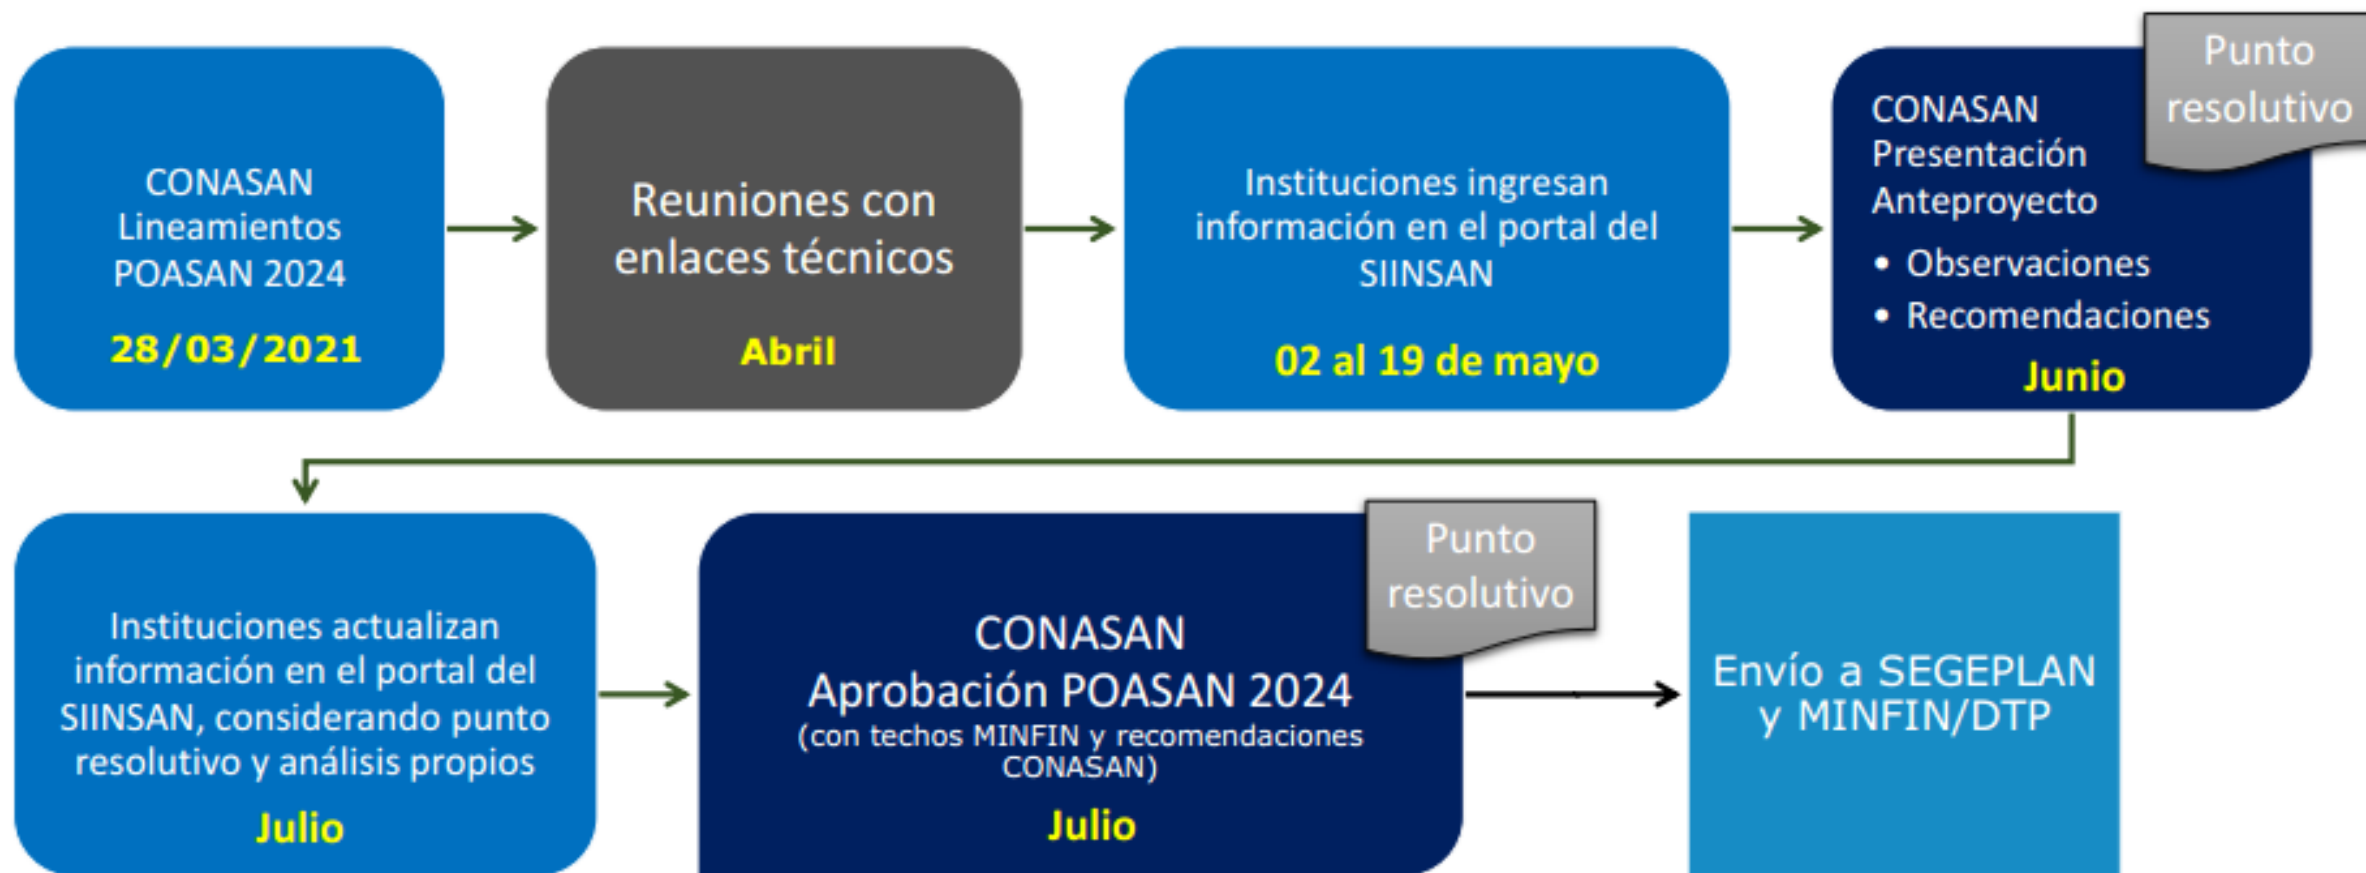 CONASAN
Lineamientos
POASAN 2024
28/03/2021
Reuniones con
enlaces técnicos
Abril
Instituciones ingresan
información en el portal del
SIINSAN
02 al 19 de mayo
Punto
resolutivo
CONASAN
Presentación
Anteproyecto
• Observaciones
• Recomendaciones
Junio
Instituciones actualizan
información en el portal del
SIINSAN, considerando punto
resolutivo y análisis propios
Julio
Punto
resolutivo
CONASAN
Aprobación POASAN 2024
(con techos MINFIN y recomendaciones
CONASAN)
Julio
Envío a SEGEPLAN
y MINFIN/DTP